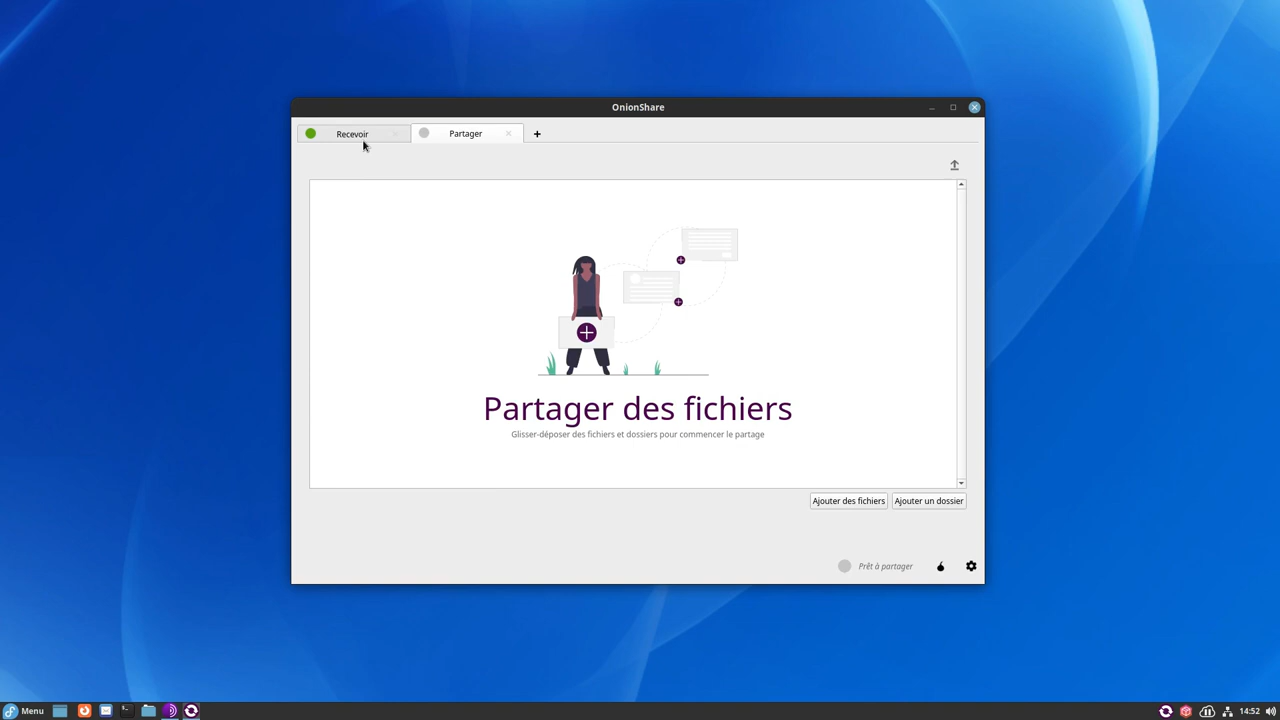 OnionShare
Recevoir
Partager
Partager des fichiers
Glisser-déposer des fichiers et dossiers pour commencer le partage
Ajouter des fichiers
Ajouter un dossier
Prêt à partager
Menu
14:52